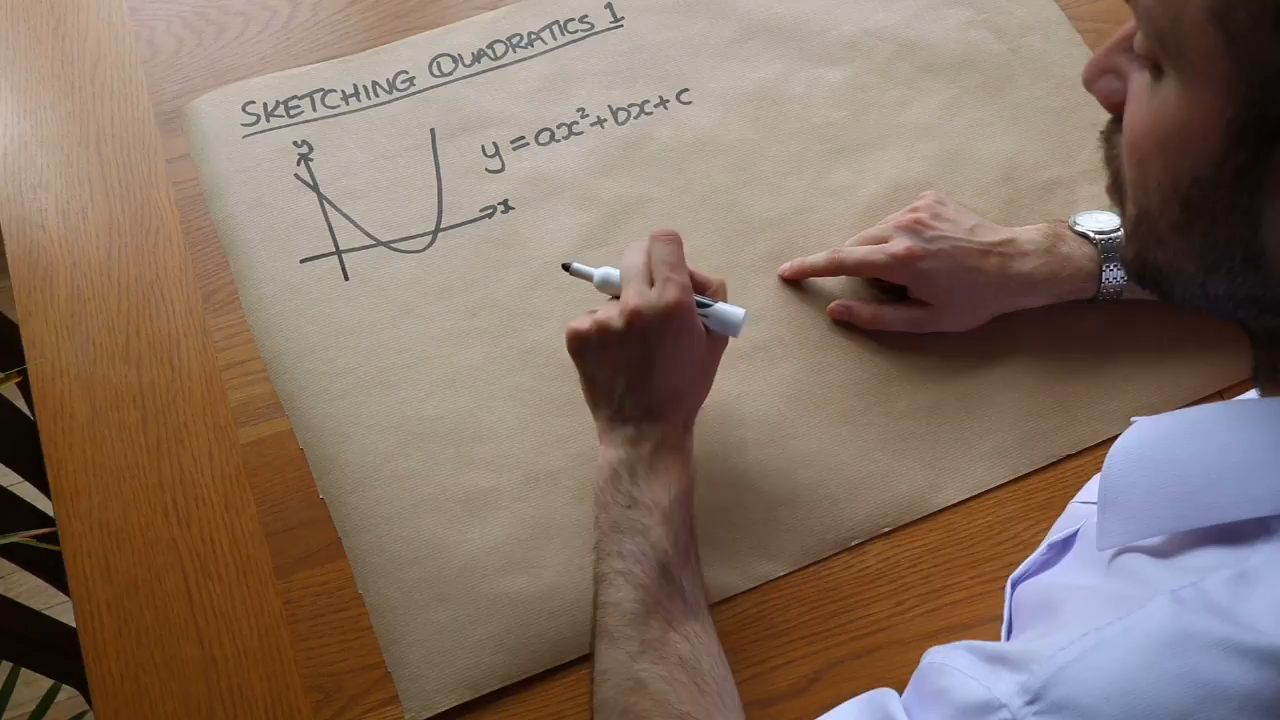 SKETCHING QUADRATICS 1
y = ax²+bx+c
y
x